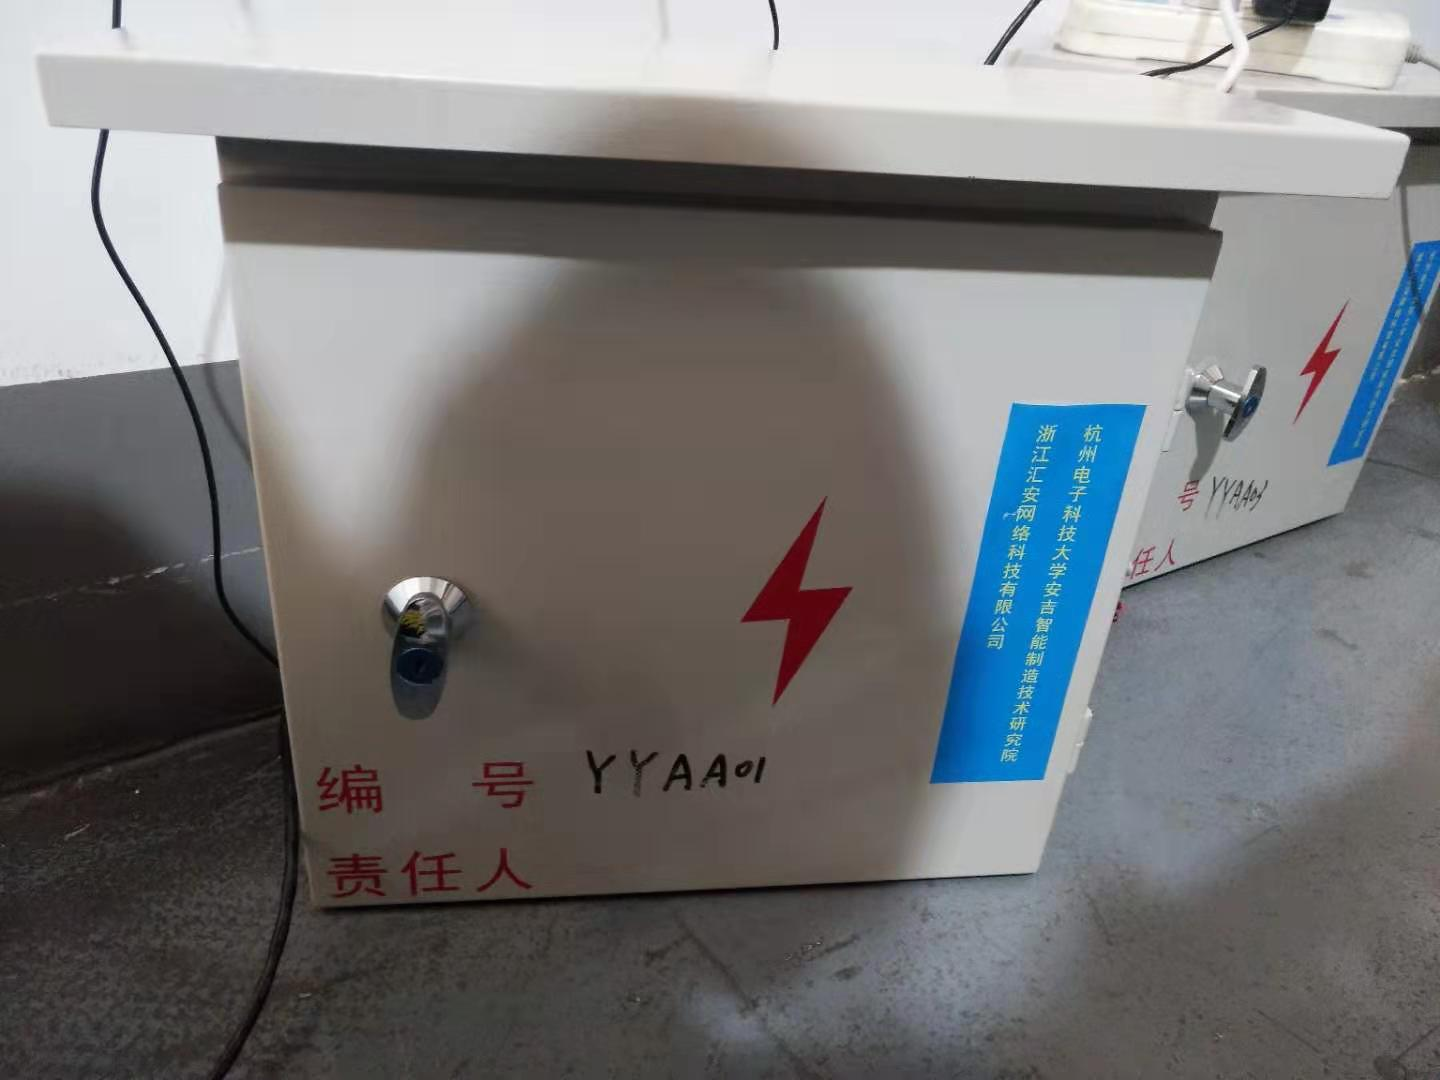 杭州电子科技大学安吉智能制造技术研究院
浙江汇安网络科技有限公司
编 号 YYAA01
责任人
号 YYAA03
任人